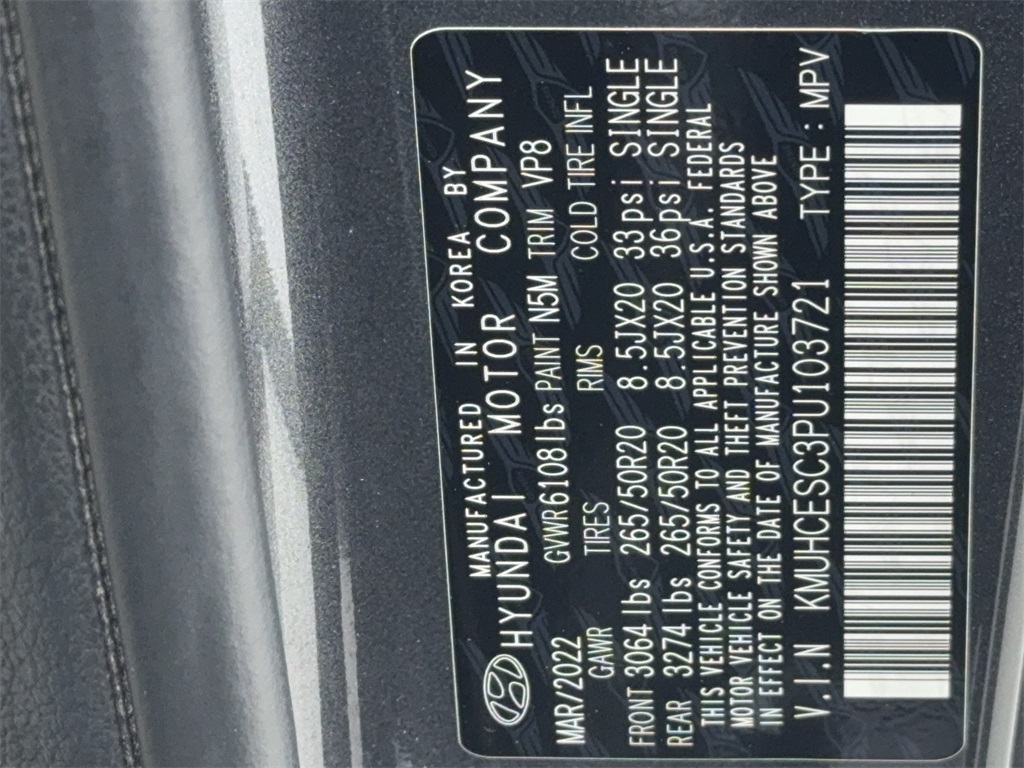 MANUFACTURED IN KOREA BY
HYUNDAI MOTOR COMPANY
MAR/2022 GVWR6108lbs PAINT N5M TRIM VP8
GAWR TIRES RIMS COLD TIRE INFL
FRONT 3064 lbs 265/50R20 8.5JX20 33psi SINGLE
REAR 3274 lbs 265/50R20 8.5JX20 36psi SINGLE
THIS VEHICLE CONFORMS TO ALL APPLICABLE U.S.A. FEDERAL
MOTOR VEHICLE SAFETY AND THEFT PREVENTION STANDARDS
IN EFFECT ON THE DATE OF MANUFACTURE SHOWN ABOVE
V.I.N KMUHCESC3PU103721 TYPE : MPV